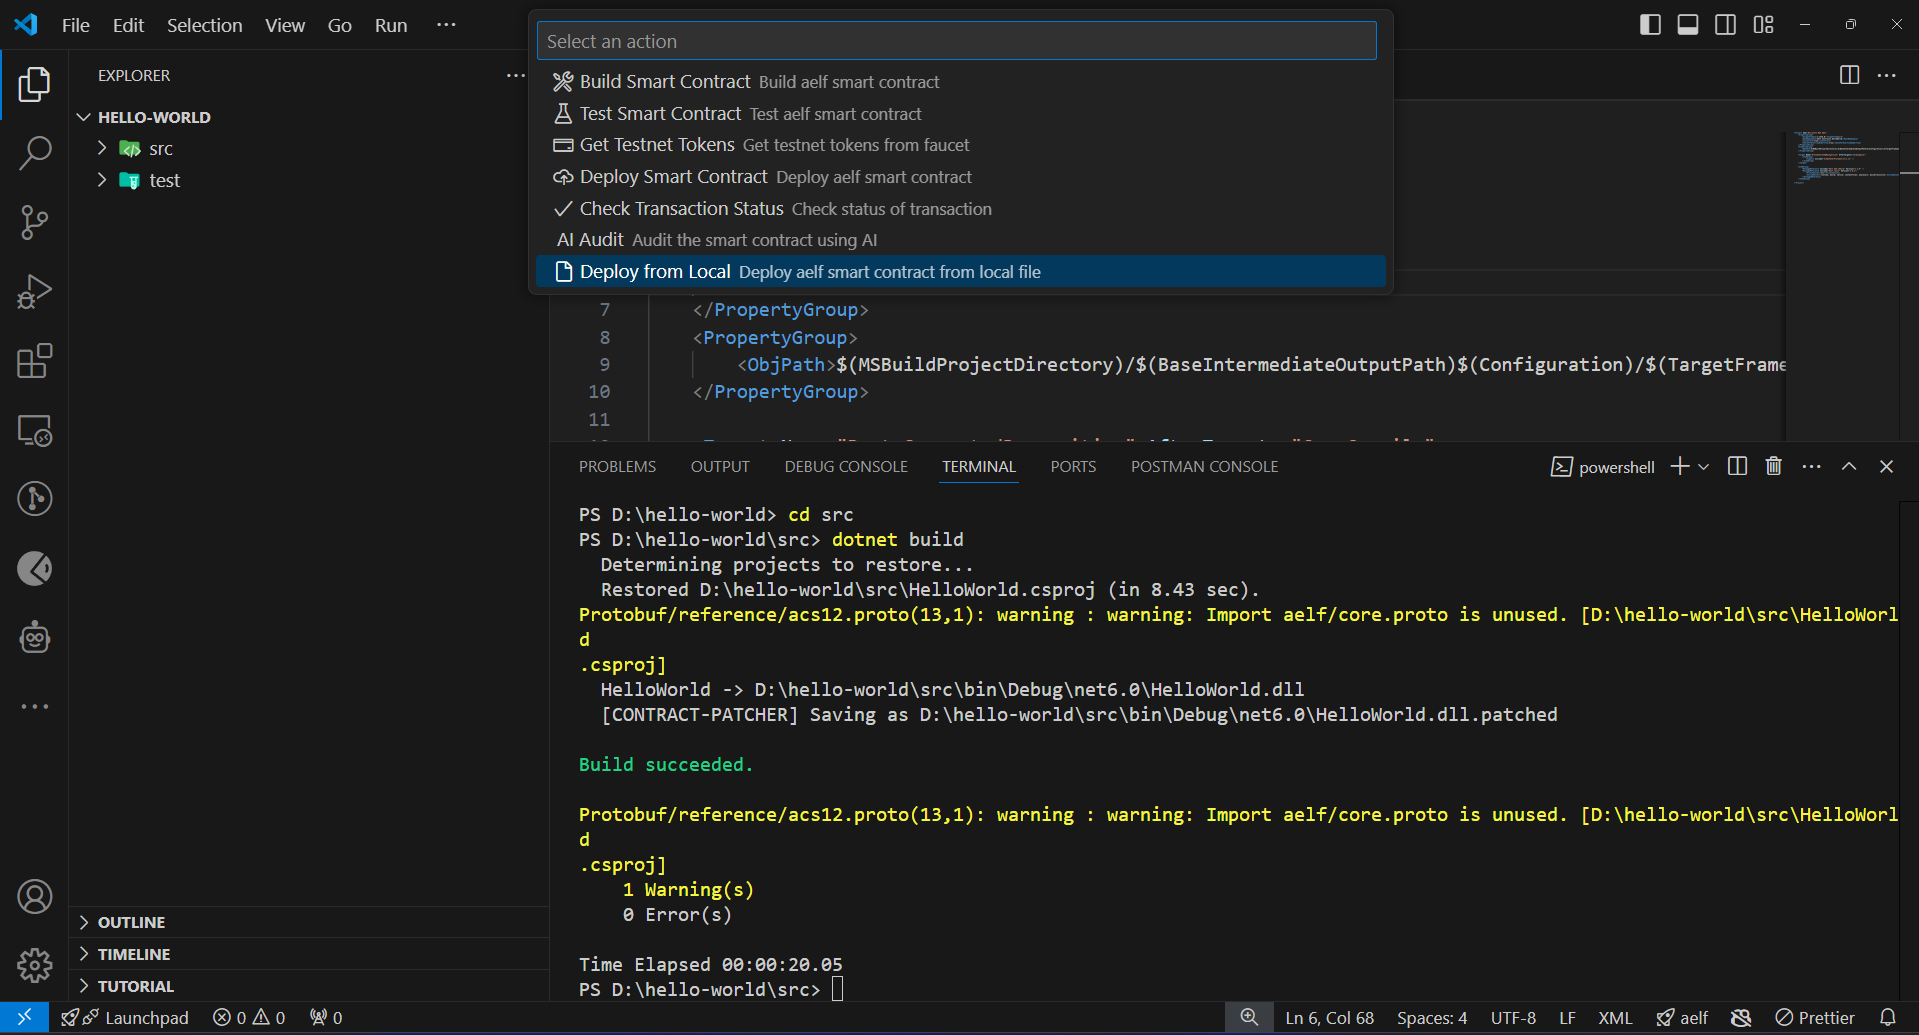 File Edit Selection View Go Run ···
Select an action
Build Smart Contract Build aelf smart contract
Test Smart Contract Test aelf smart contract
Get Testnet Tokens Get testnet tokens from faucet
Deploy Smart Contract Deploy aelf smart contract
Check Transaction Status Check status of transaction
AI Audit Audit the smart contract using AI
Deploy from Local Deploy aelf smart contract from local file
EXPLORER ···
HELLO-WORLD
src
test
OUTLINE
TIMELINE
TUTORIAL
7 </PropertyGroup>
8 <PropertyGroup>
9 <ObjPath>$(MSBuildProjectDirectory)/$(BaseIntermediateOutputPath)$(Configuration)/$(TargetFrame
10 </PropertyGroup>
11
PROBLEMS OUTPUT DEBUG CONSOLE TERMINAL PORTS POSTMAN CONSOLE powershell
PS D:\hello-world> cd src
PS D:\hello-world\src> dotnet build
Determining projects to restore...
Restored D:\hello-world\src\HelloWorld.csproj (in 8.43 sec).
Protobuf/reference/acs12.proto(13,1): warning : warning: Import aelf/core.proto is unused. [D:\hello-world\src\HelloWorl
d
.csproj]
HelloWorld -> D:\hello-world\src\bin\Debug\net6.0\HelloWorld.dll
[CONTRACT-PATCHER] Saving as D:\hello-world\src\bin\Debug\net6.0\HelloWorld.dll.patched
Build succeeded.
Protobuf/reference/acs12.proto(13,1): warning : warning: Import aelf/core.proto is unused. [D:\hello-world\src\HelloWorl
d
.csproj]
1 Warning(s)
0 Error(s)
Time Elapsed 00:00:20.05
PS D:\hello-world\src>
Launchpad 0 0 0 Ln 6, Col 68 Spaces: 4 UTF-8 LF XML aelf Prettier